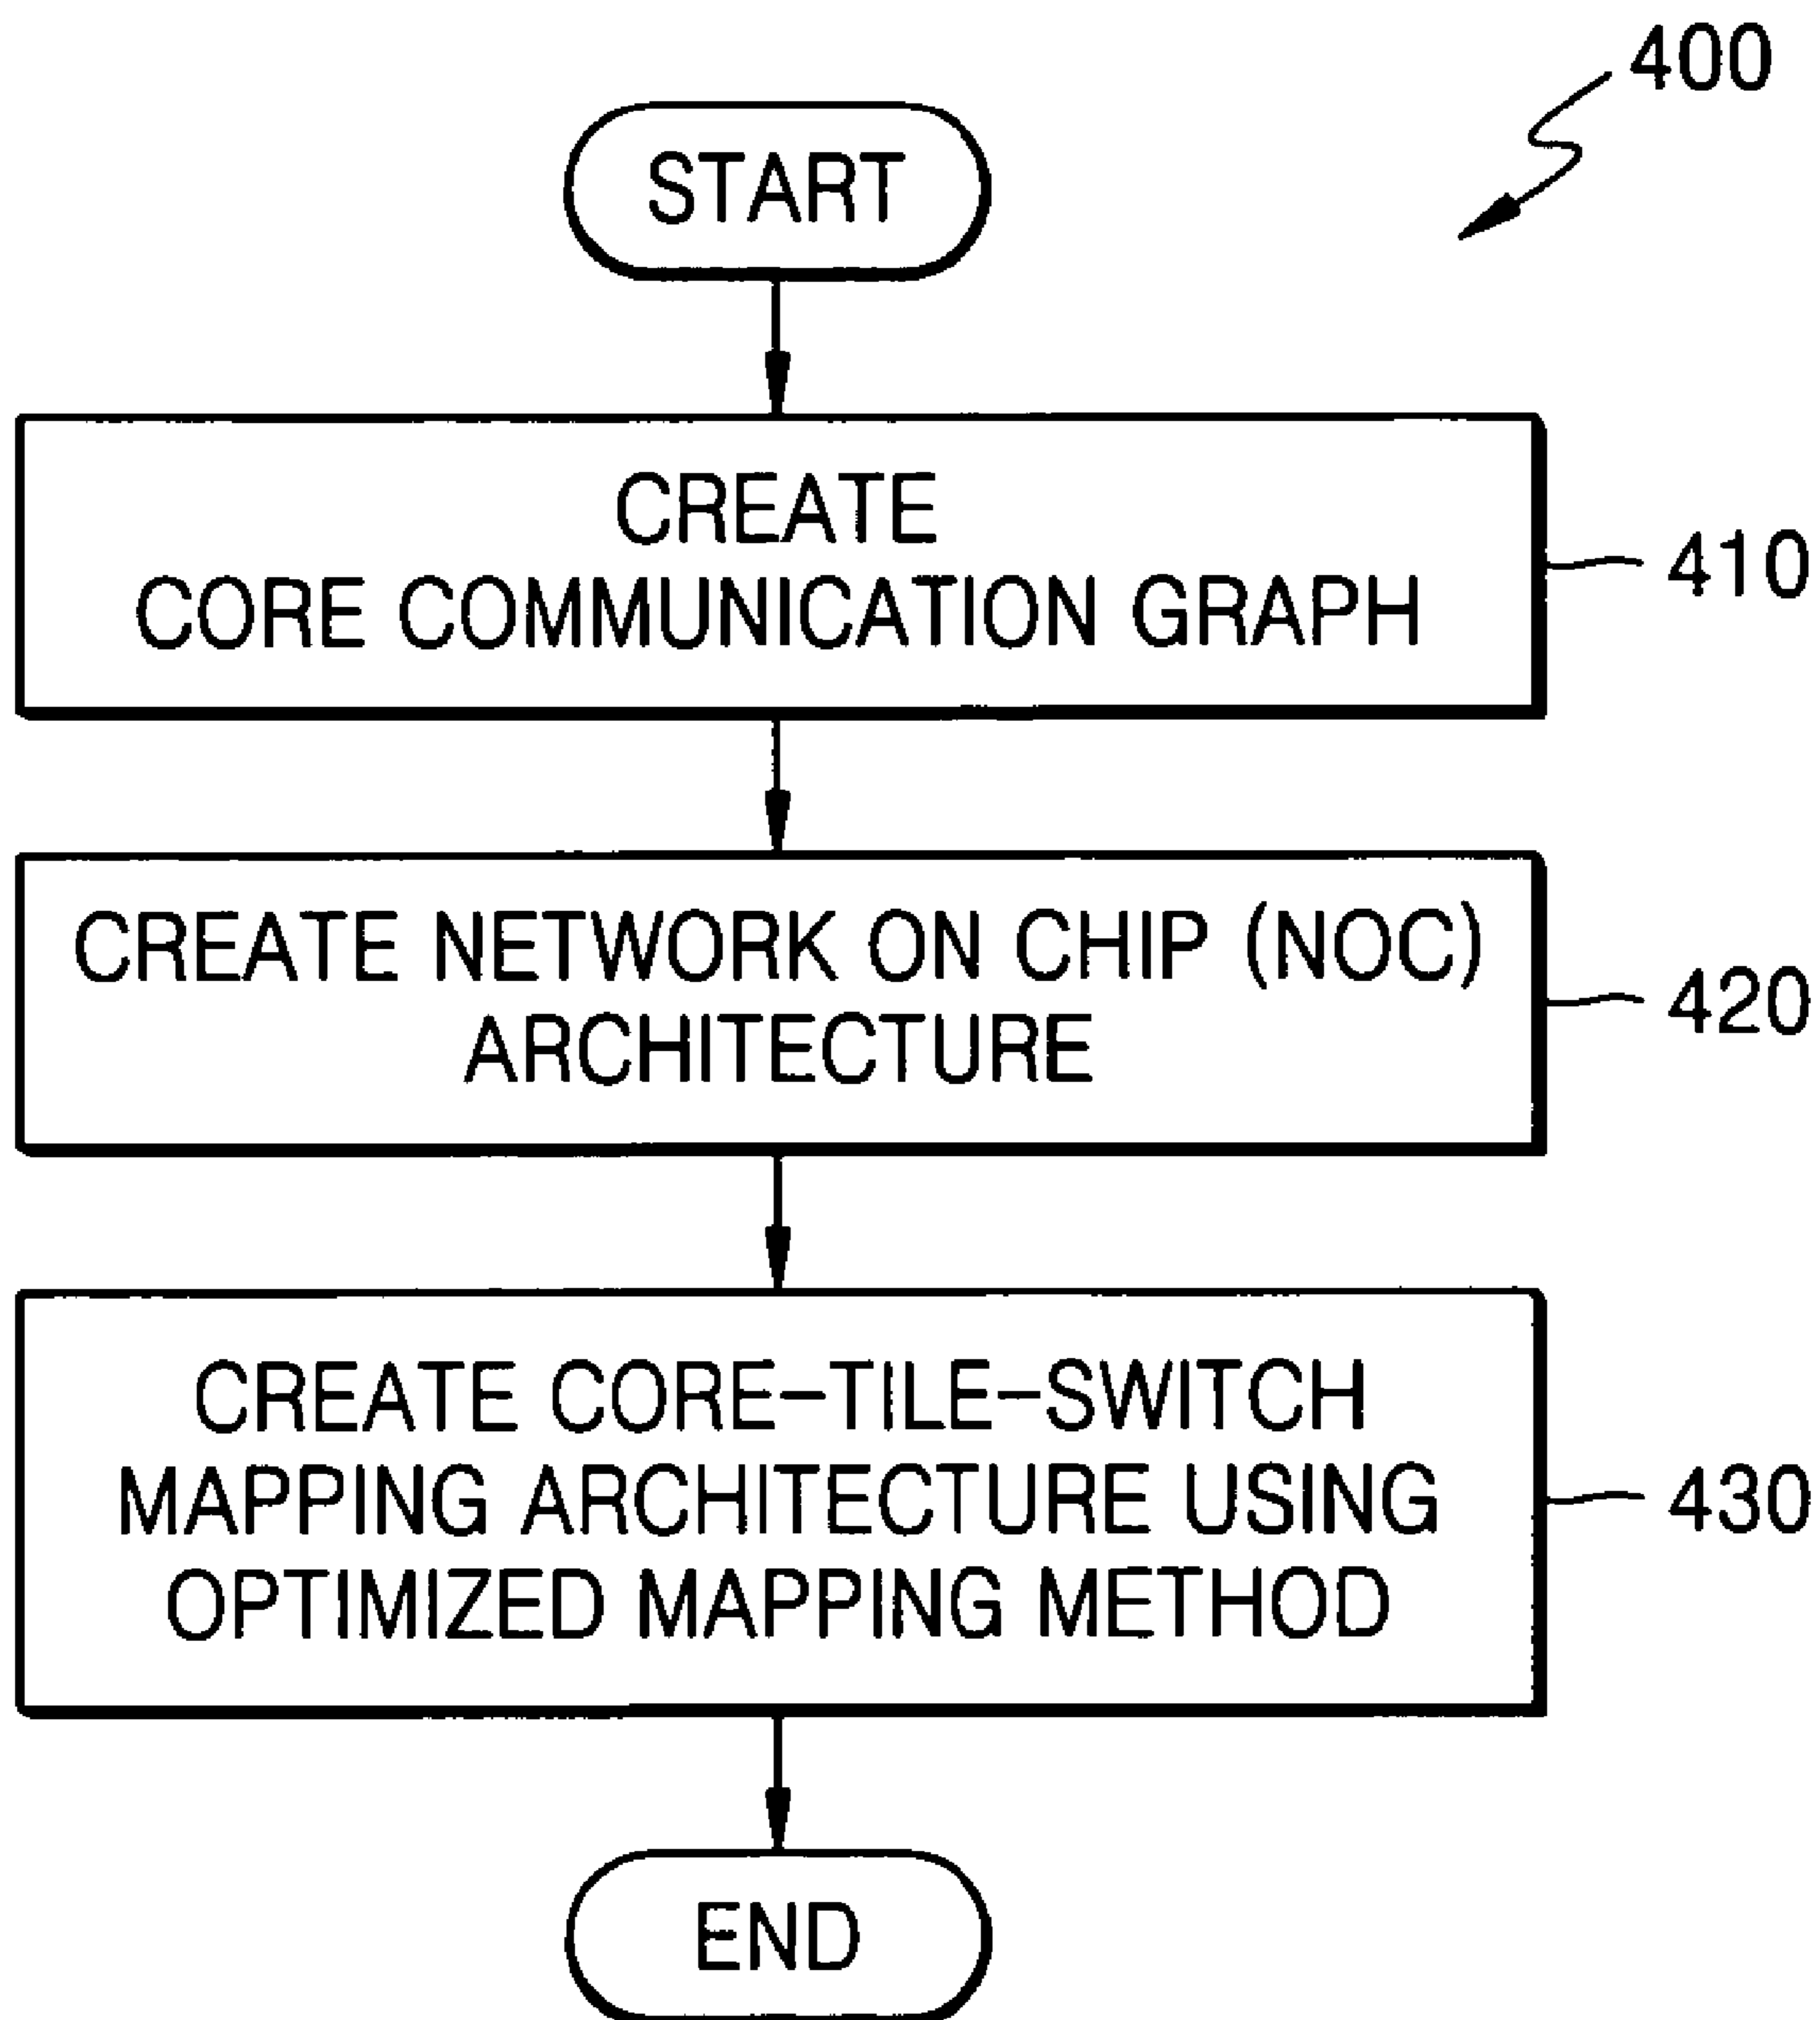 400
START
CREATE
CORE COMMUNICATION GRAPH
410
CREATE NETWORK ON CHIP (NOC)
ARCHITECTURE
420
CREATE CORE-TILE-SWITCH
MAPPING ARCHITECTURE USING
OPTIMIZED MAPPING METHOD
430
END